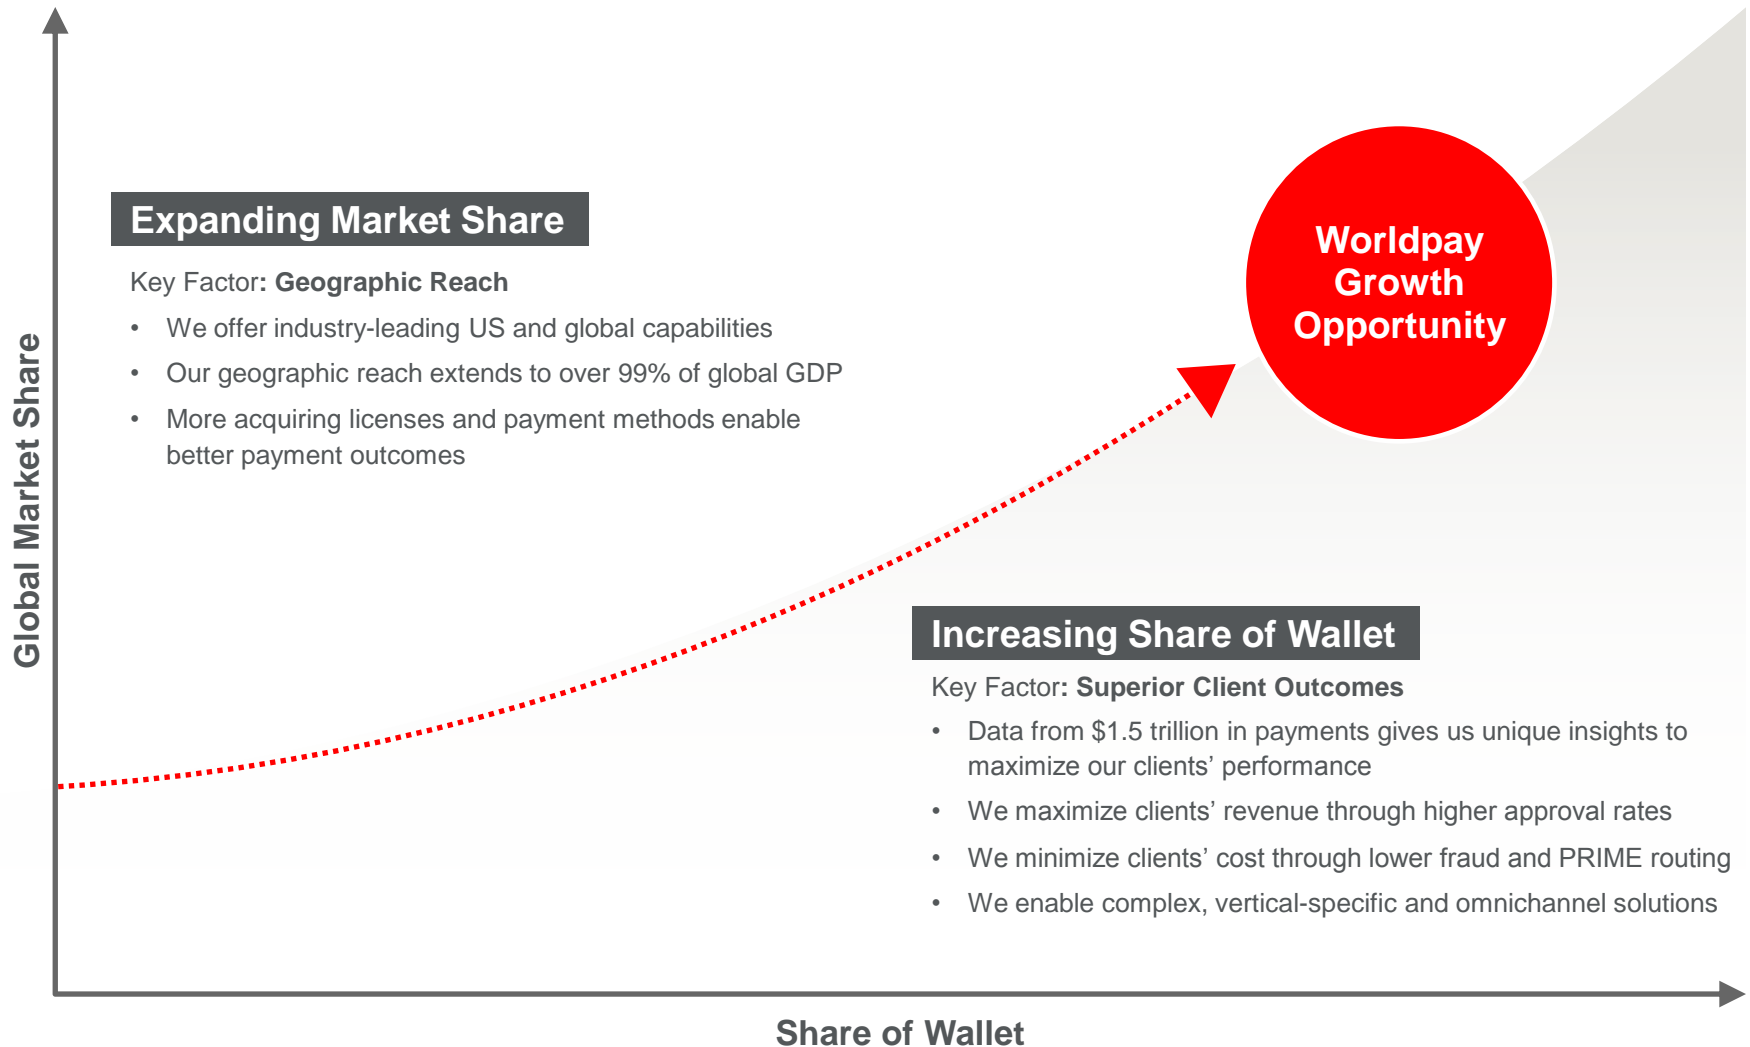 Expanding Market Share
Key Factor: Geographic Reach
• We offer industry-leading US and global capabilities
• Our geographic reach extends to over 99% of global GDP
• More acquiring licenses and payment methods enable
better payment outcomes
Worldpay
Growth
Opportunity
Global Market Share
Increasing Share of Wallet
Key Factor: Superior Client Outcomes
• Data from $1.5 trillion in payments gives us unique insights to
maximize our clients’ performance
• We maximize clients’ revenue through higher approval rates
• We minimize clients’ cost through lower fraud and PRIME routing
• We enable complex, vertical-specific and omnichannel solutions
Share of Wallet